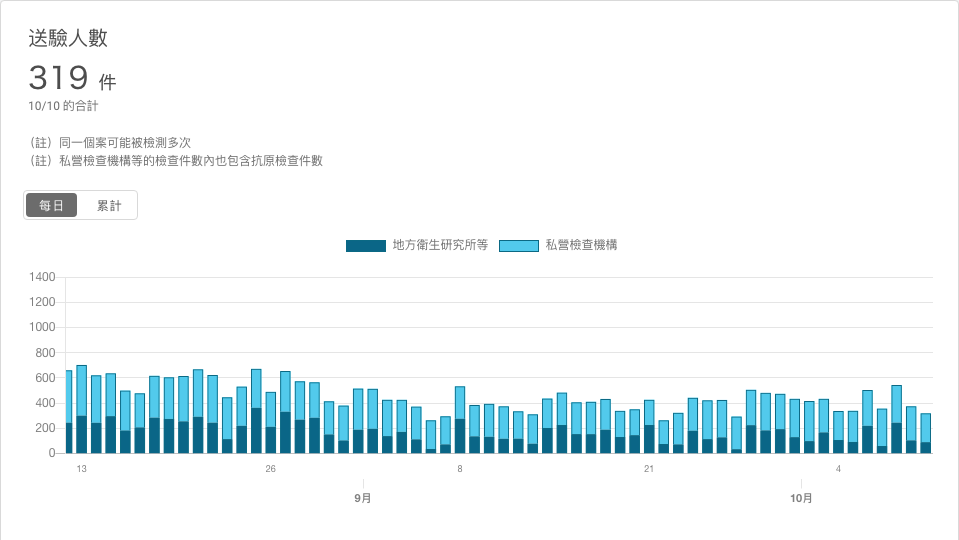 送驗人數
319 件
10/10 的合計
（註）同一個案可能被檢測多次
（註）私營檢查機構等的檢查件數內也包含抗原檢查件數
每日 累計
地方衛生研究所等 私營檢查機構
1400
1200
1000
800
600
400
200
0
13 26 8 21 4
9月 10月